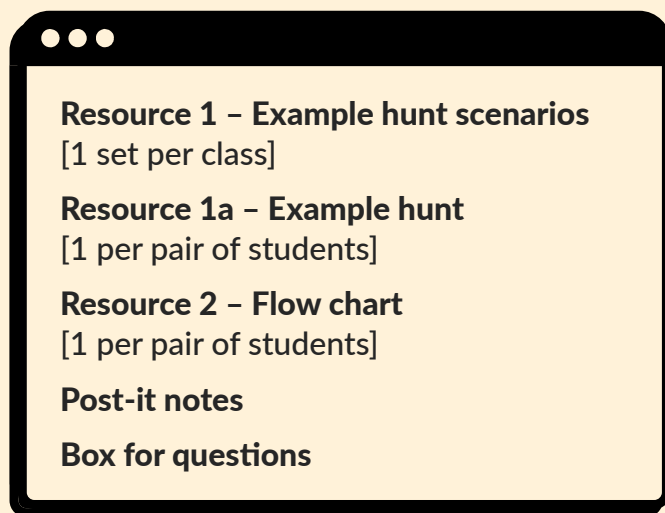 Resource 1 – Example hunt scenarios
[1 set per class]
Resource 1a – Example hunt
[1 per pair of students]
Resource 2 – Flow chart
[1 per pair of students]
Post-it notes
Box for questions